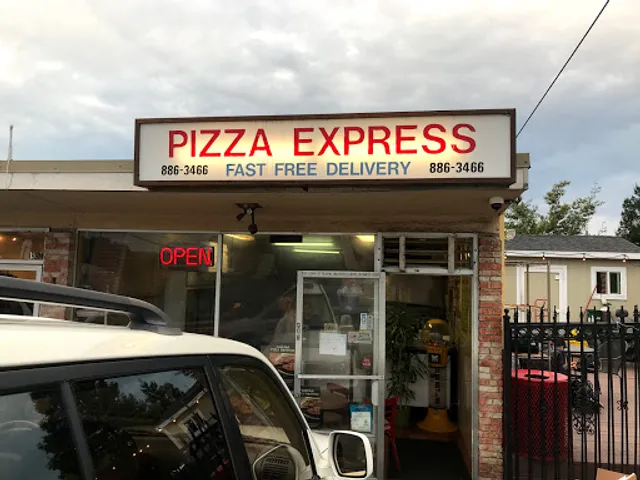 PIZZA EXPRESS
886-3466 FAST FREE DELIVERY 886-3466
OPEN